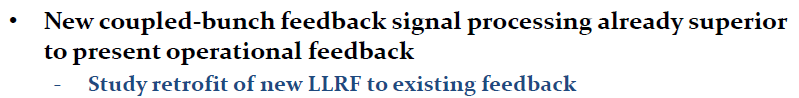 • New coupled-bunch feedback signal processing already superior
to present operational feedback
- Study retrofit of new LLRF to existing feedback